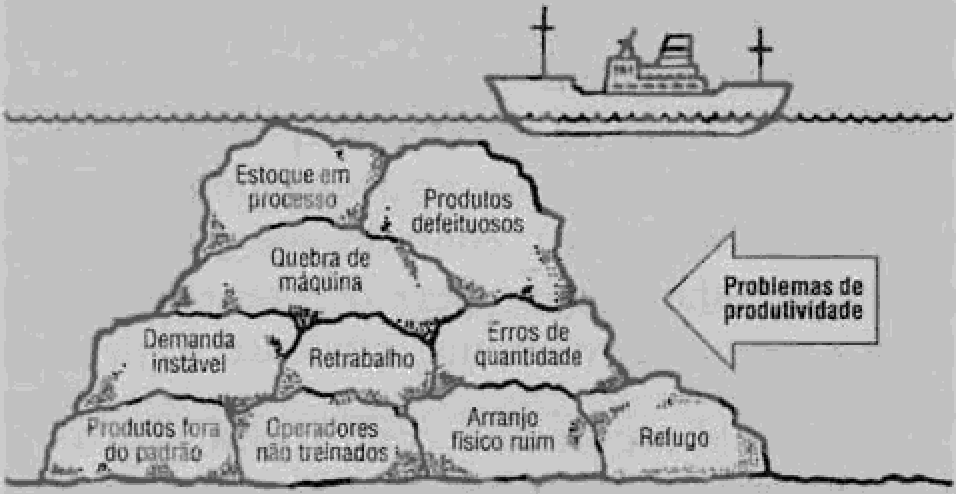 Estoque em
processo
Produtos
defeituosos
Quebra de
máquina
Problemas de
produtividade
Demanda
instável
Retrabalho
Erros de
quantidade
Produtos fora
do padrão
Operadores
não treinados
Arranjo
físico ruim
Refugo